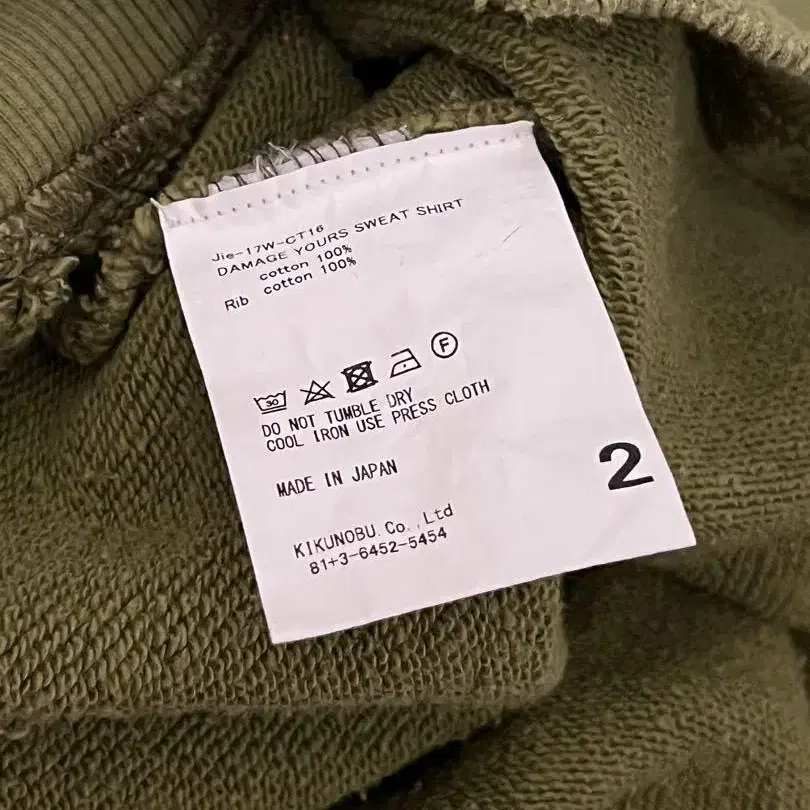 Jie-17W-CT16
DAMAGE YOURS SWEAT SHIRT
cotton 100%
Rib cotton 100%
30
F
DO NOT TUMBLE DRY
COOL IRON USE PRESS CLOTH
MADE IN JAPAN
2
KIKUNOBU.Co.,Ltd
81+3-6452-5454